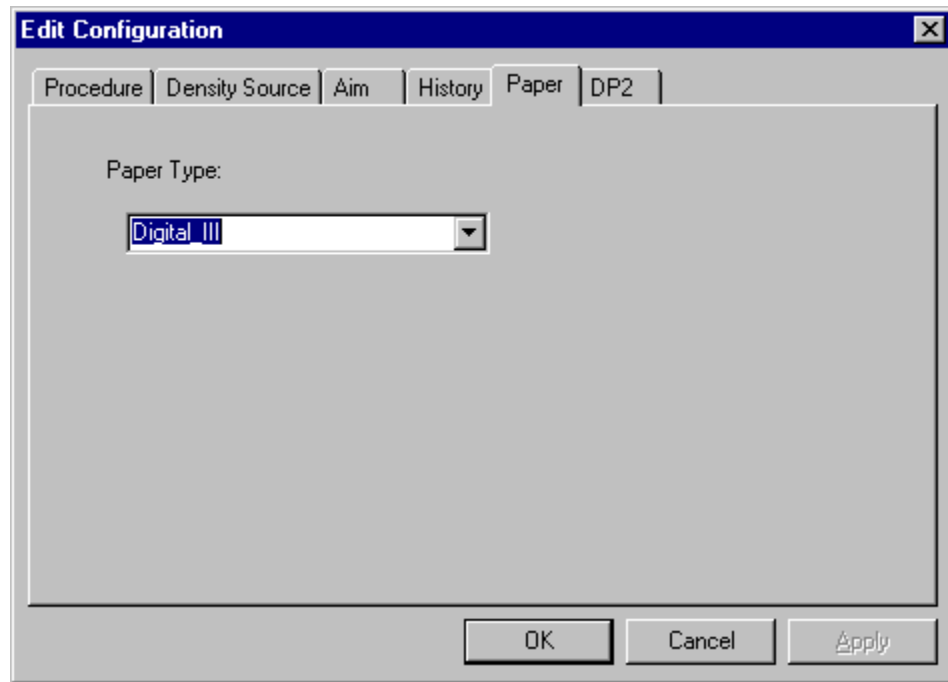 Edit Configuration
Procedure Density Source Aim History Paper DP2
Paper Type:
Digital_III
OK Cancel Apply